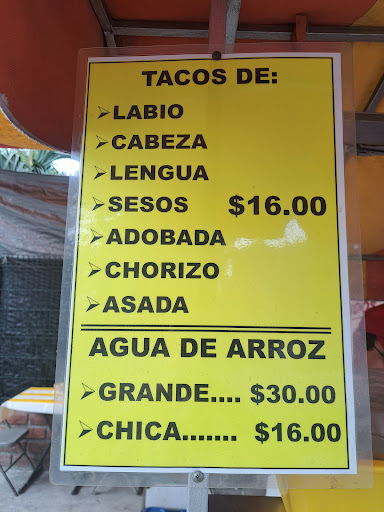 TACOS DE:
➢LABIO
➢CABEZA
➢LENGUA
➢SESOS $16.00
➢ADOBADA
➢CHORIZO
➢ASADA
AGUA DE ARROZ
➢GRANDE.... $30.00
➢CHICA....... $16.00